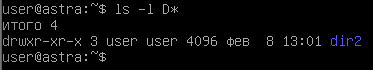 user@astra:~$ ls -l D*
итого 4
drwxr-xr-x 3 user user 4096 фев  8 13:01 dir2
user@astra:~$